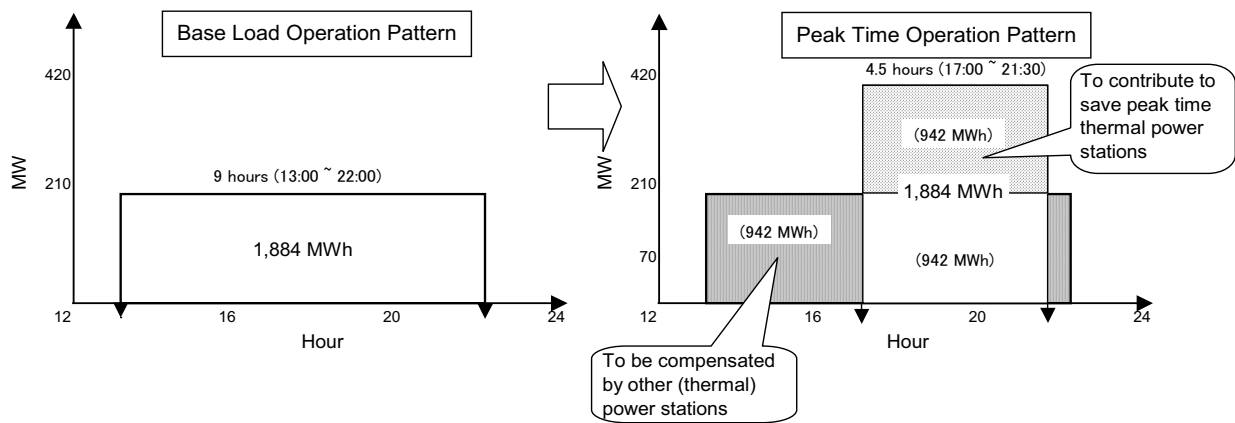 Base Load Operation Pattern
420
210
MW
9 hours (13:00 ~ 22:00)
1,884 MWh
12
16
20
24
Hour
Peak Time Operation Pattern
4.5 hours (17:00 ~ 21:30)
420
210
70
MW
(942 MWh)
1,884 MWh
(942 MWh)
(942 MWh)
To contribute to
save peak time
thermal power
stations
12
16
20
24
Hour
To be compensated
by other (thermal)
power stations